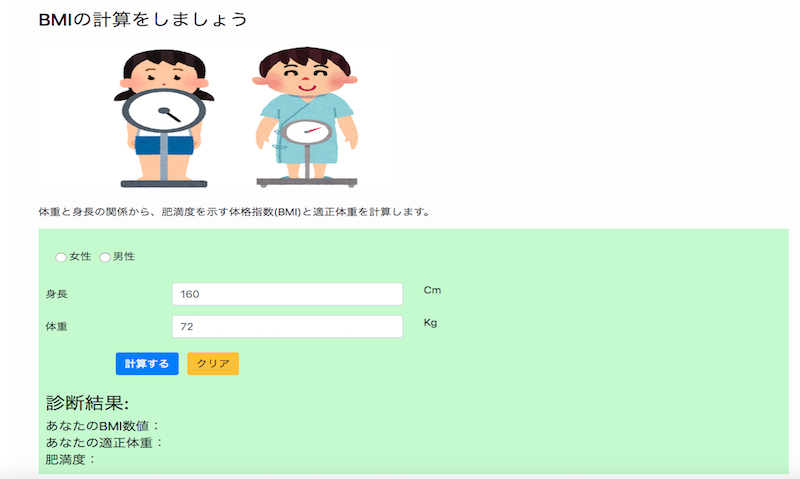 BMIの計算をしましょう
体重と身長の関係から、肥満度を示す体格指数(BMI)と適正体重を計算します。
女性 男性
身長 160 Cm
体重 72 Kg
計算する クリア
診断結果:
あなたのBMI数値：
あなたの適正体重：
肥満度：